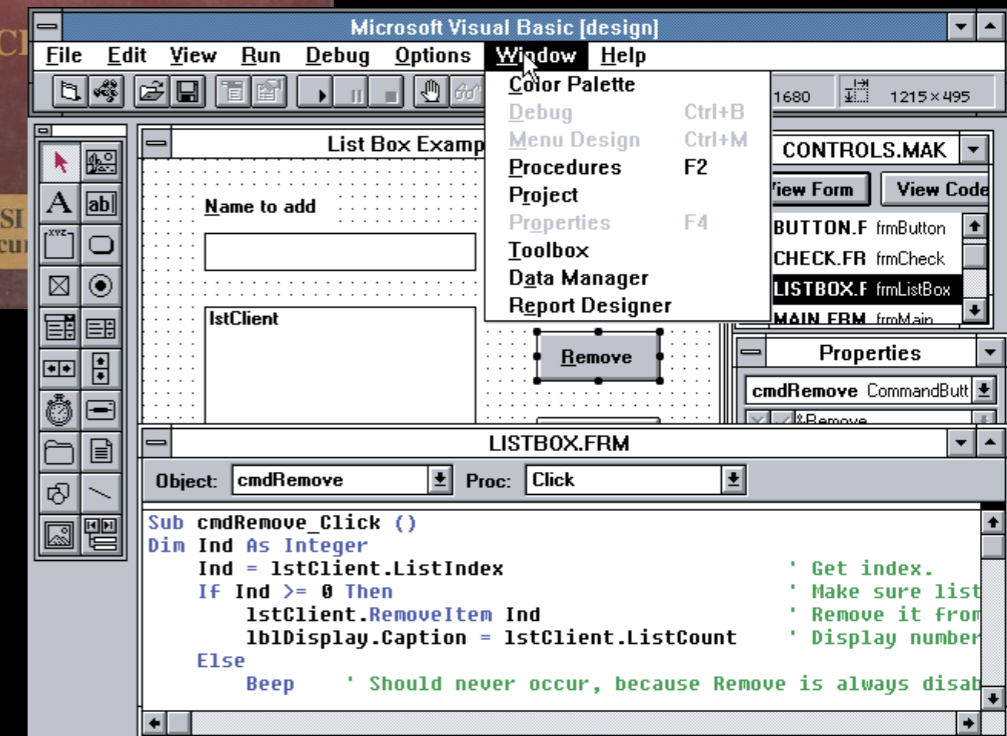 Microsoft Visual Basic [design]
File Edit View Run Debug Options Window Help
Color Palette
Debug Ctrl+B
Menu Design Ctrl+M
Procedures F2
Project
Properties F4
Toolbox
Data Manager
Report Designer
1680 1215×495
List Box Examp
Name to add
lstClient
Remove
CONTROLS.MAK
View Form View Code
BUTTON.F frmButton
CHECK.FR frmCheck
LISTBOX.F frmListBox
MAIN.FRM frmMain
Properties
cmdRemove CommandButt
&Remove
LISTBOX.FRM
Object: cmdRemove Proc: Click
Sub cmdRemove_Click ()
Dim Ind As Integer
Ind = lstClient.ListIndex ' Get index.
If Ind >= 0 Then ' Make sure list
lstClient.RemoveItem Ind ' Remove it from
lblDisplay.Caption = lstClient.ListCount ' Display number
Else
Beep ' Should never occur, because Remove is always disab